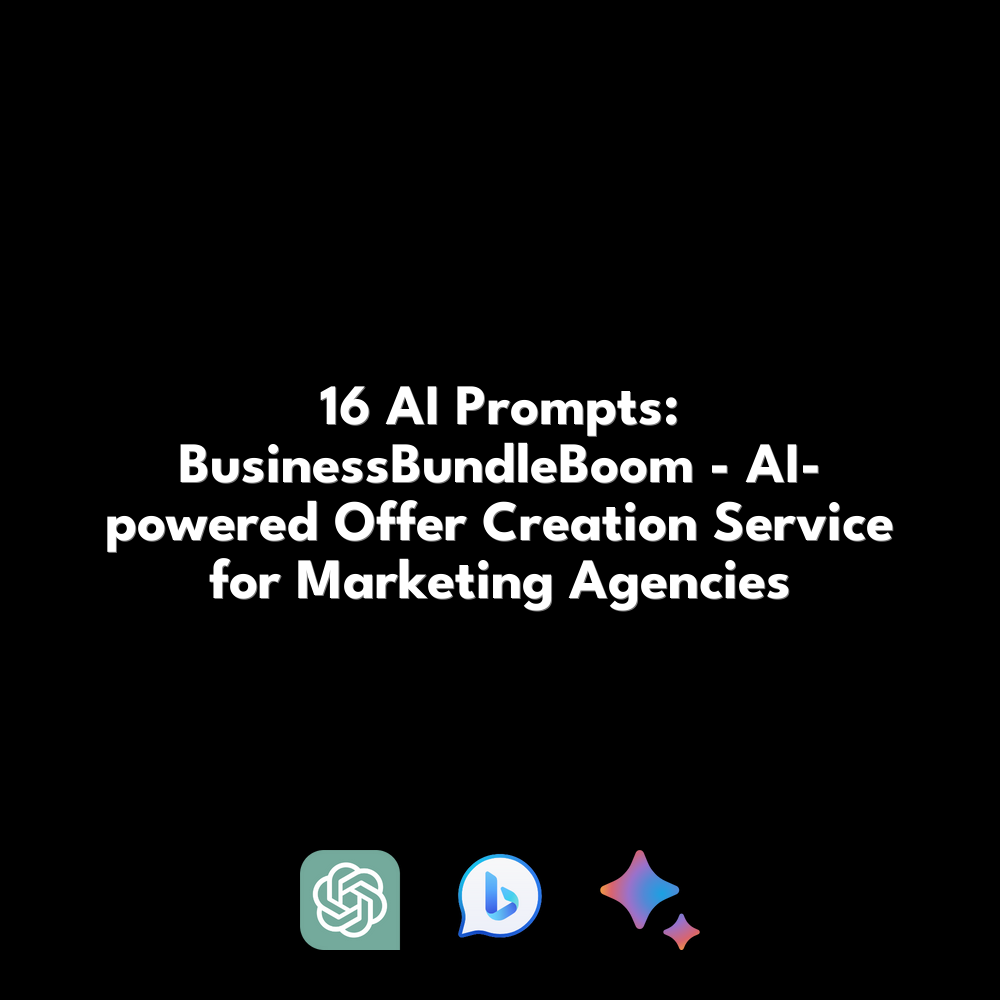 16 AI Prompts:
BusinessBundleBoom - AI-
powered Offer Creation Service
for Marketing Agencies